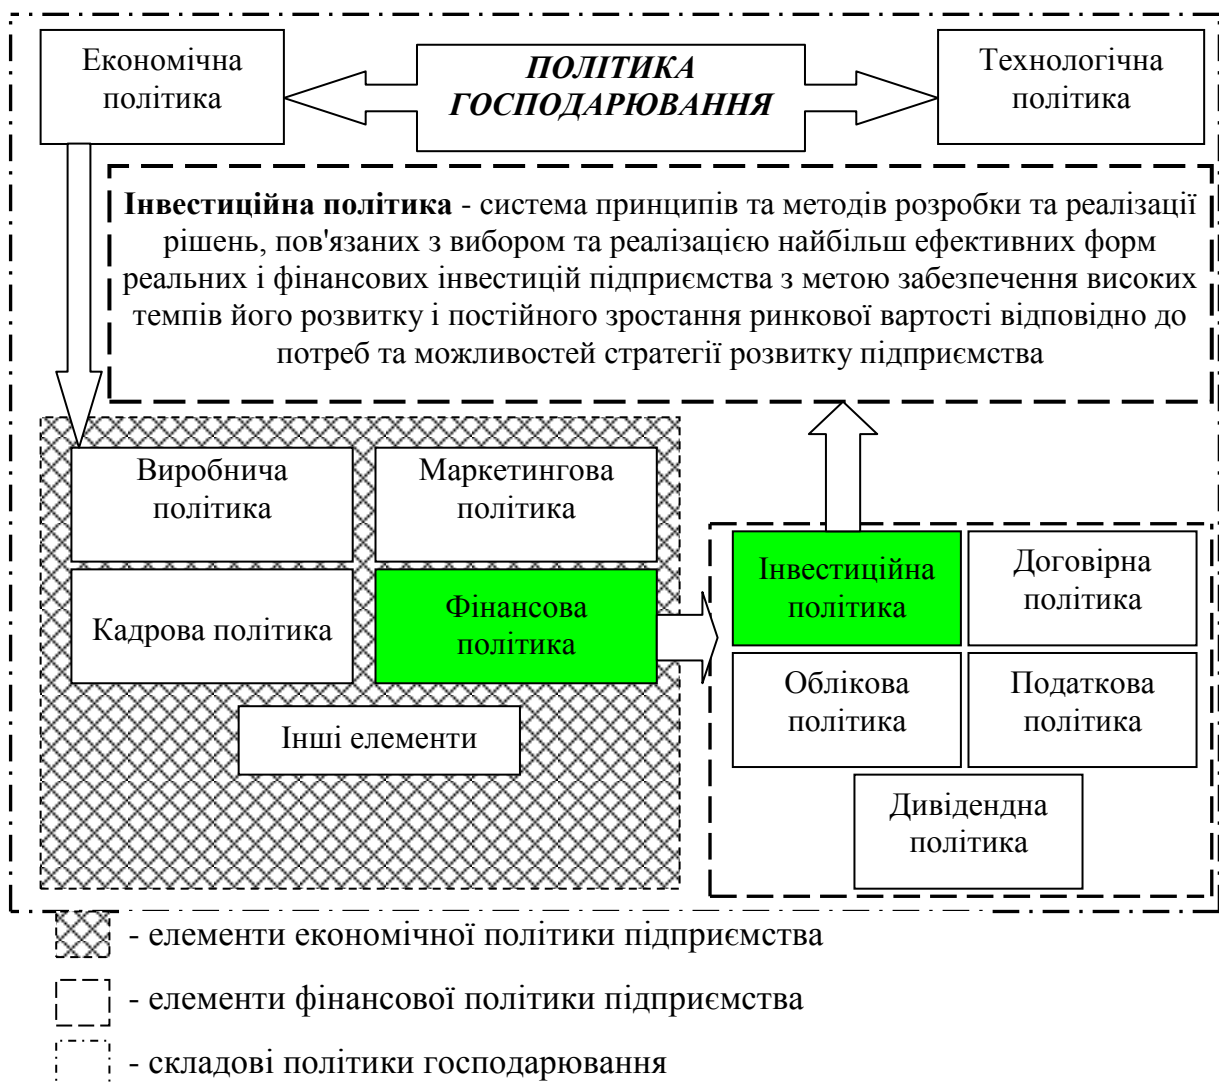 Економічна
політика
ПОЛІТИКА
ГОСПОДАРЮВАННЯ
Технологічна
політика
Інвестиційна політика - система принципів та методів розробки та реалізації
рішень, пов'язаних з вибором та реалізацією найбільш ефективних форм
реальних і фінансових інвестицій підприємства з метою забезпечення високих
темпів його розвитку і постійного зростання ринкової вартості відповідно до
потреб та можливостей стратегії розвитку підприємства
Виробнича
політика
Маркетингова
політика
Кадрова політика
Фінансова
політика
Інші елементи
Інвестиційна
політика
Договірна
політика
Облікова
політика
Податкова
політика
Дивідендна
політика
- елементи економічної політики підприємства
- елементи фінансової політики підприємства
- складові політики господарювання